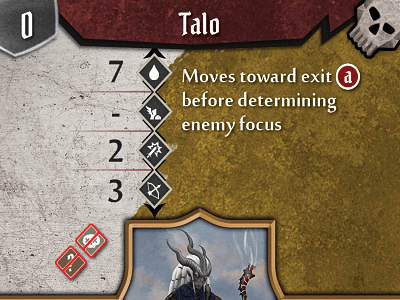 0
Talo
7
-
2
3
Moves toward exit a
before determining
enemy focus